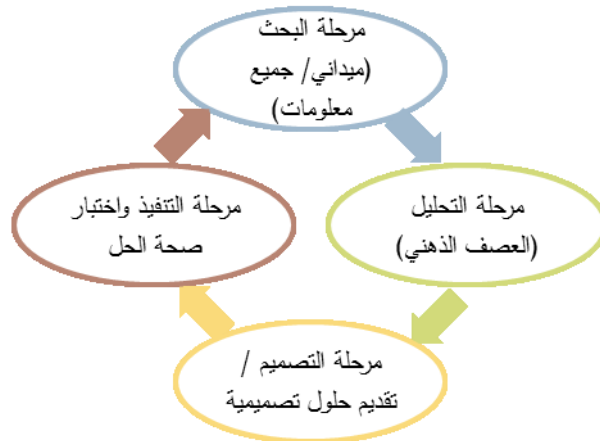 مرحلة البحث
(ميداني/ جميع
معلومات)
مرحلة التحليل
(العصف الذهني)
مرحلة التصميم /
تقديم حلول تصميمية
مرحلة التنفيذ واختبار
صحة الحل